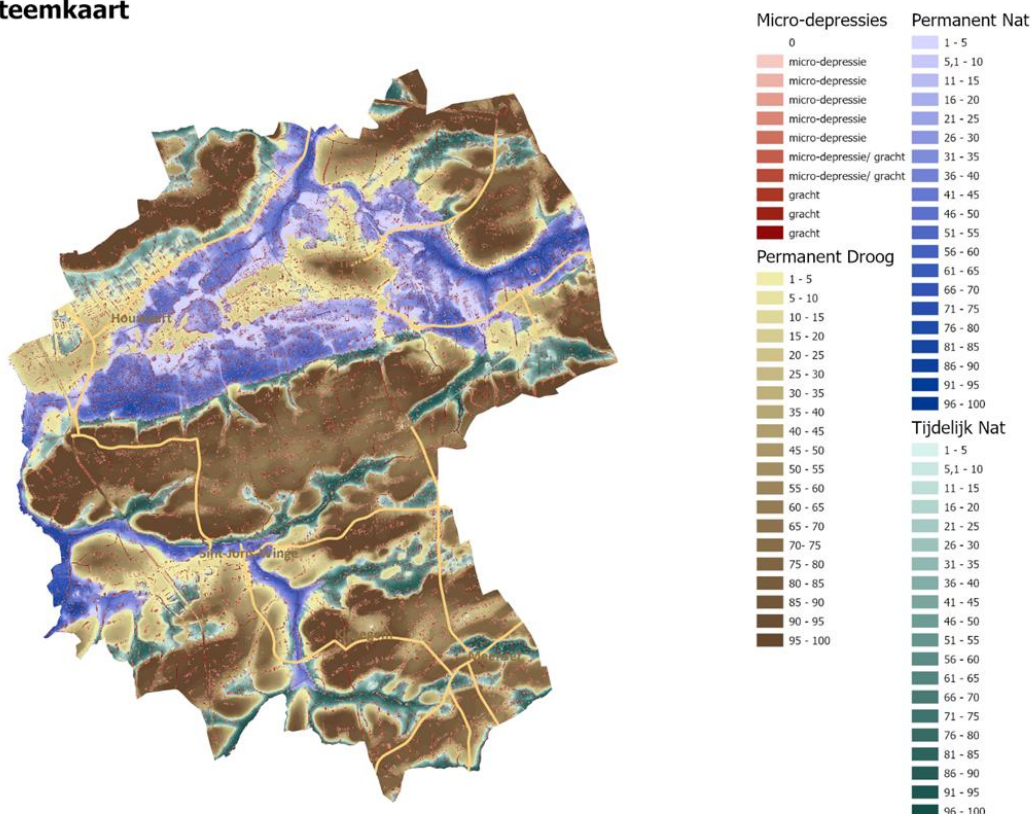 teemkaart
Micro-depressies
0
micro-depressie
micro-depressie
micro-depressie
micro-depressie
micro-depressie
micro-depressie/ gracht
micro-depressie/ gracht
gracht
gracht
gracht
Permanent Droog
1 - 5
5 - 10
10 - 15
15 - 20
20 - 25
25 - 30
30 - 35
35 - 40
40 - 45
45 - 50
50 - 55
55 - 60
60 - 65
65 - 70
70- 75
75 - 80
80 - 85
85 - 90
90 - 95
95 - 100
Permanent Nat
1 - 5
5,1 - 10
11 - 15
16 - 20
21 - 25
26 - 30
31 - 35
36 - 40
41 - 45
46 - 50
51 - 55
56 - 60
61 - 65
66 - 70
71 - 75
76 - 80
81 - 85
86 - 90
91 - 95
96 - 100
Tijdelijk Nat
1 - 5
5,1 - 10
11 - 15
16 - 20
21 - 25
26 - 30
31 - 35
36 - 40
41 - 45
46 - 50
51 - 55
56 - 60
61 - 65
66 - 70
71 - 75
76 - 80
81 - 85
86 - 90
91 - 95
96 - 100
Houwaart
Sint-Joris-Winge